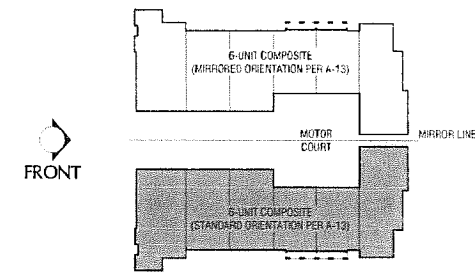 6-UNIT COMPOSITE
(MIRRORED ORIENTATION PER A-13)
MOTOR
COURT
MIRROR LINE
FRONT
6-UNIT COMPOSITE
(STANDARD ORIENTATION PER A-13)